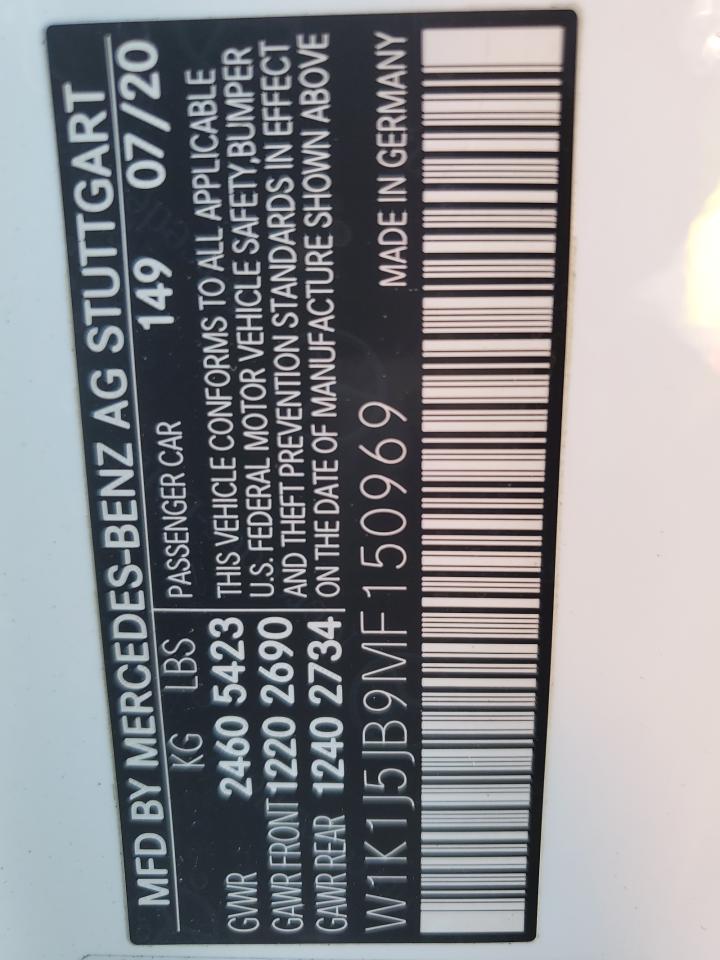 MFD BY MERCEDES-BENZ AG STUTTGART
KG LBS. PASSENGER CAR 149 07/20
GVWR 2460 5423
GAWR FRONT 1220 2690
GAWR REAR 1240 2734
THIS VEHICLE CONFORMS TO ALL APPLICABLE
U.S. FEDERAL MOTOR VEHICLE SAFETY,BUMPER
AND THEFT PREVENTION STANDARDS IN EFFECT
ON THE DATE OF MANUFACTURE SHOWN ABOVE
W1K1J5JB9MF150969 MADE IN GERMANY